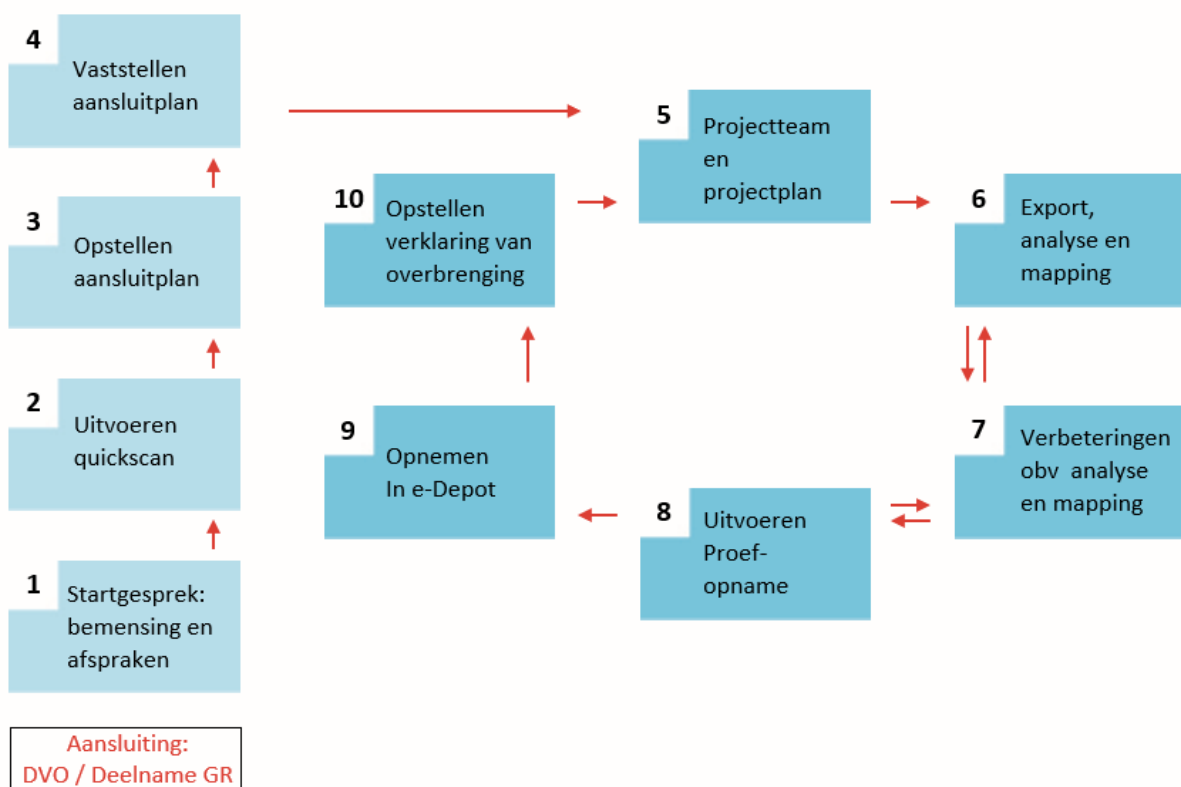 4
Vaststellen
aansluitplan
3
Opstellen
aansluitplan
2
Uitvoeren
quickscan
1
Startgesprek:
bemensing en
afspraken
Aansluiting:
DVO / Deelname GR
5
Projectteam
en
projectplan
6
Export,
analyse en
mapping
7
Verbeteringen
obv  analyse
en mapping
8
Uitvoeren
Proef-
opname
9
Opnemen
In e-Depot
10
Opstellen
verklaring van
overbrenging